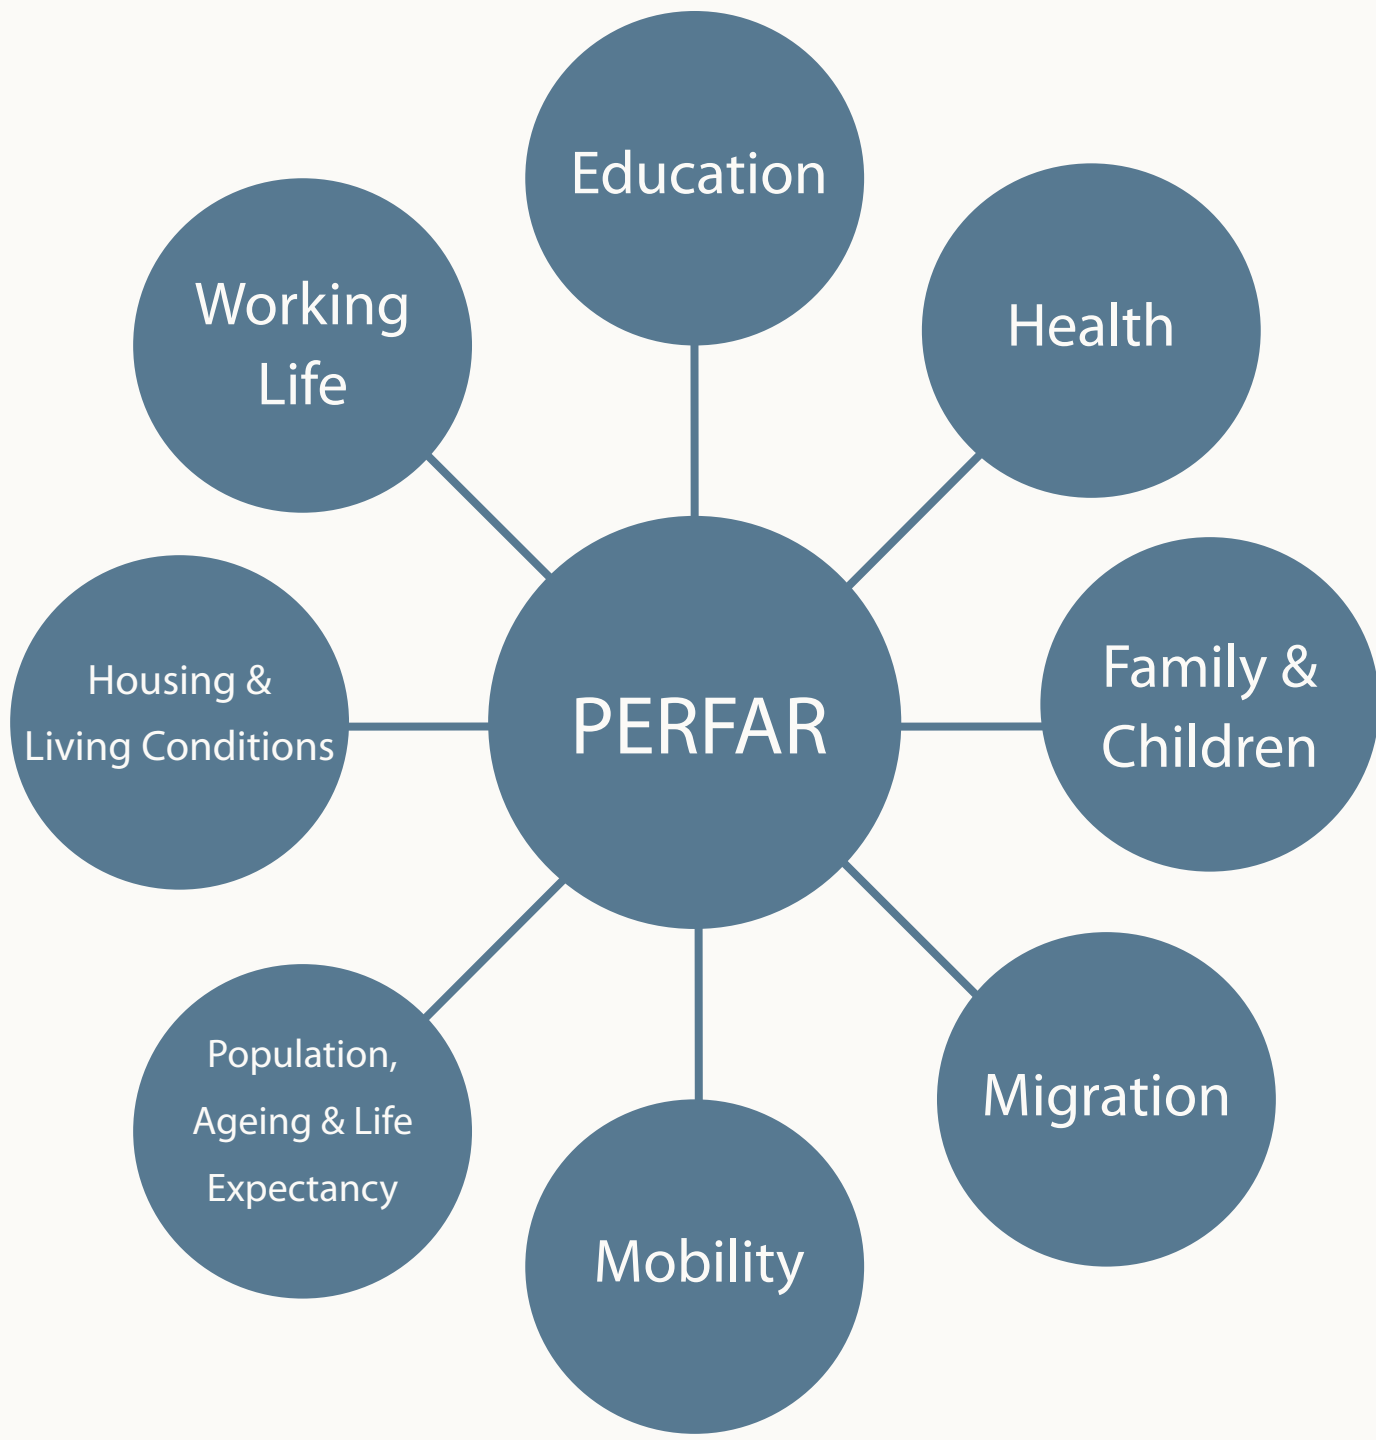 Education
Working
Life
Health
Housing &
Living Conditions
PERFAR
Family &
Children
Population,
Ageing & Life
Expectancy
Migration
Mobility